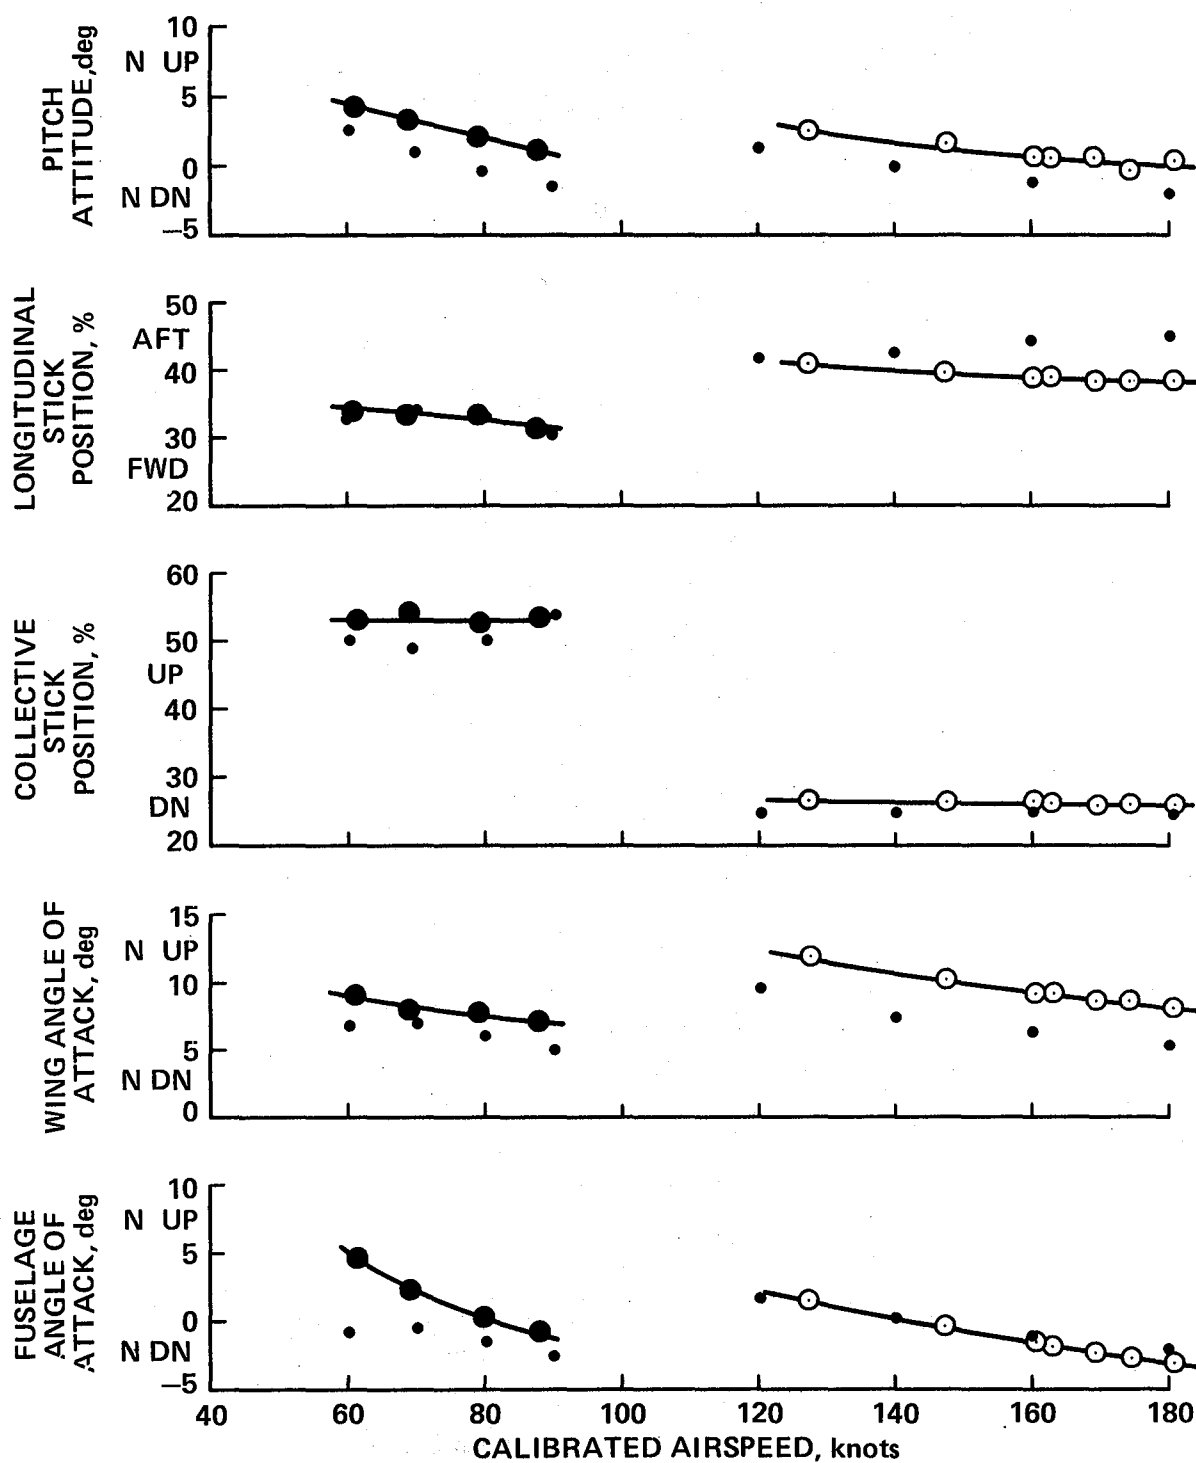 PITCH
ATTITUDE, deg
10
N UP
5
0
N DN
−5
LONGITUDINAL
STICK
POSITION, %
50
AFT
40
30
FWD
20
COLLECTIVE
STICK
POSITION, %
60
50
UP
40
30
DN
20
WING ANGLE OF
ATTACK, deg
15
N UP
10
5
N DN
0
FUSELAGE
ANGLE OF
ATTACK, deg
10
N UP
5
0
N DN
−5
40 60 80 100 120 140 160 180
CALIBRATED AIRSPEED, knots